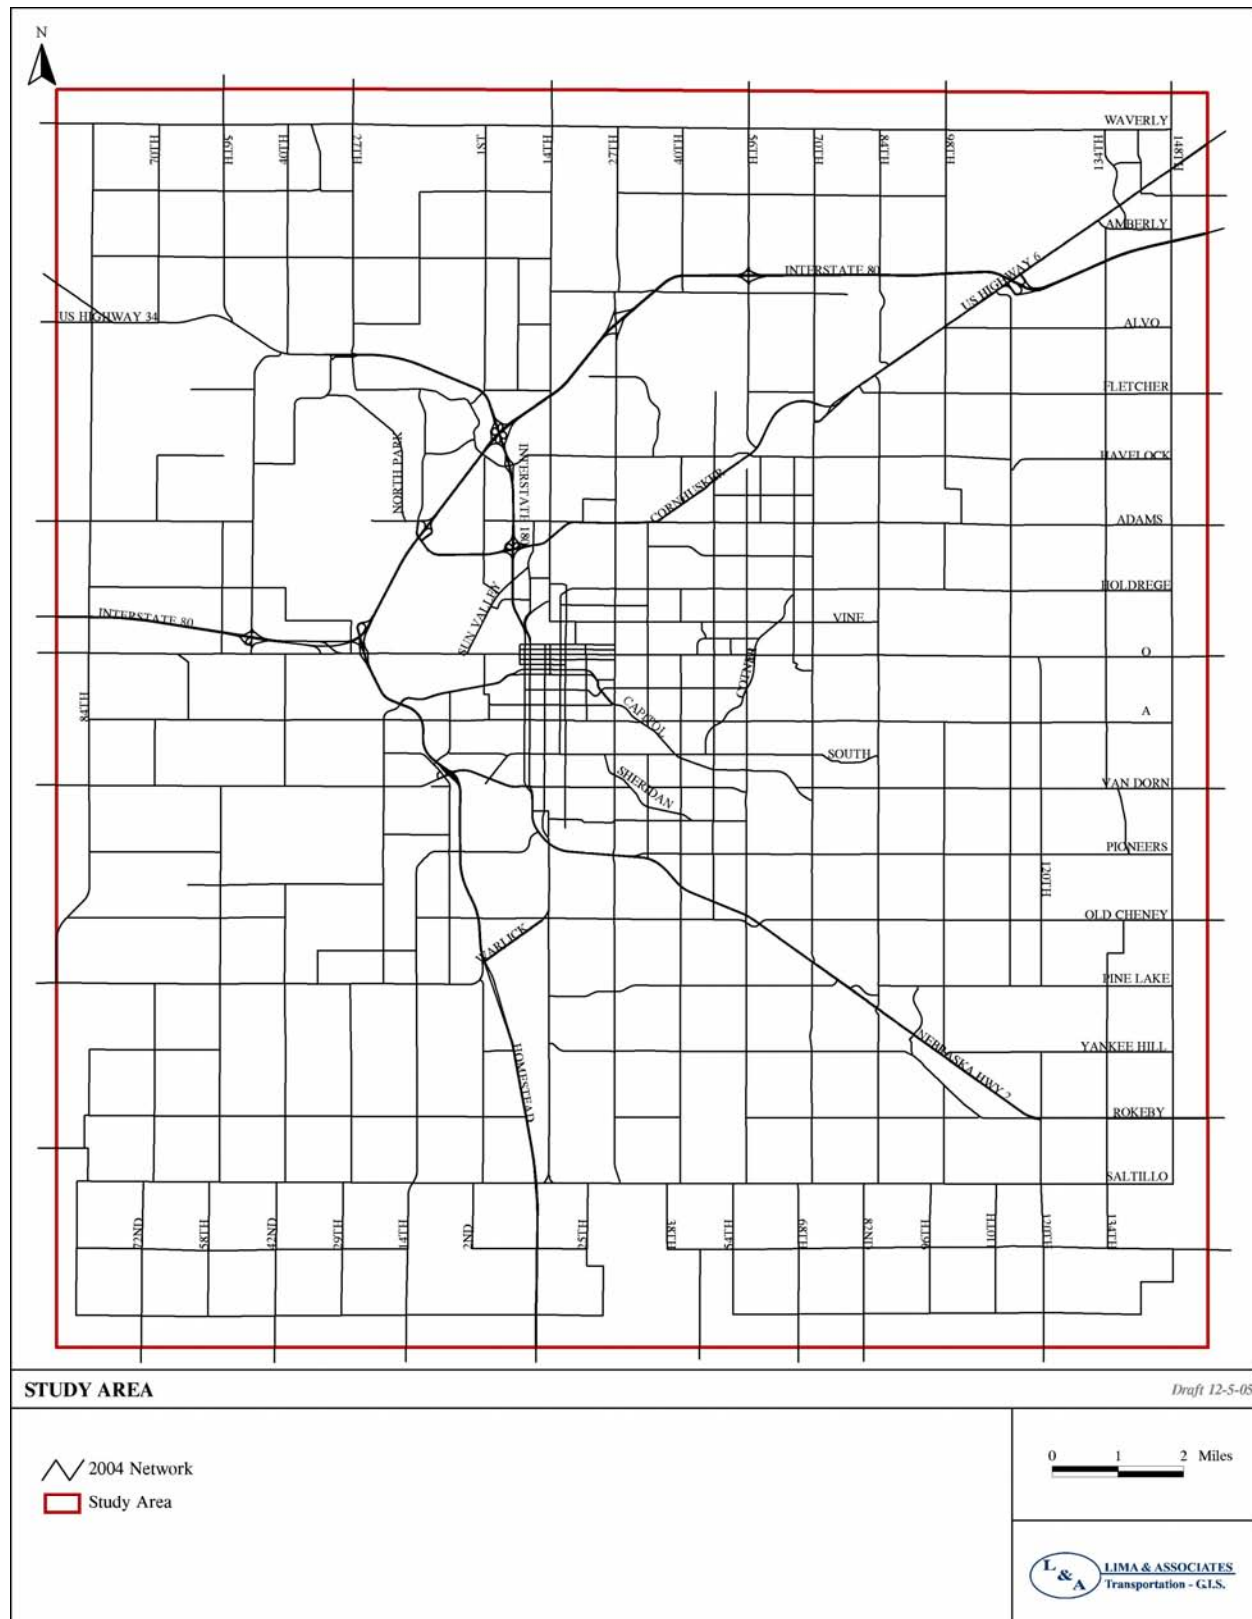 N
WAVERLY
70TH
56TH
40TH
27TH
1ST
14TH
27TH
40TH
56TH
70TH
84TH
98TH
134TH
148TH
AMBERLY
INTERSTATE 80
US HIGHWAY 6
US HIGHWAY 34
ALVO
FLETCHER
NORTH PARK
INTERSTATE 180
HAVELOCK
CORNHUSKER
ADAMS
HOLDREGE
SUN VALLEY
INTERSTATE 80
VINE
COTNER
O
84TH
CAPITOL
A
SOUTH
SHERIDAN
VAN DORN
PIONEERS
120TH
OLD CHENEY
WARLICK
PINE LAKE
HOMESTEAD
NEBRASKA HWY 2
YANKEE HILL
ROKEBY
SALTILLO
72ND
58TH
42ND
29TH
14TH
2ND
25TH
38TH
54TH
68TH
82ND
96TH
110TH
120TH
134TH
STUDY AREA
Draft 12-5-05
2004 Network
Study Area
0 1 2 Miles
L & A
LIMA & ASSOCIATES
Transportation - G.I.S.